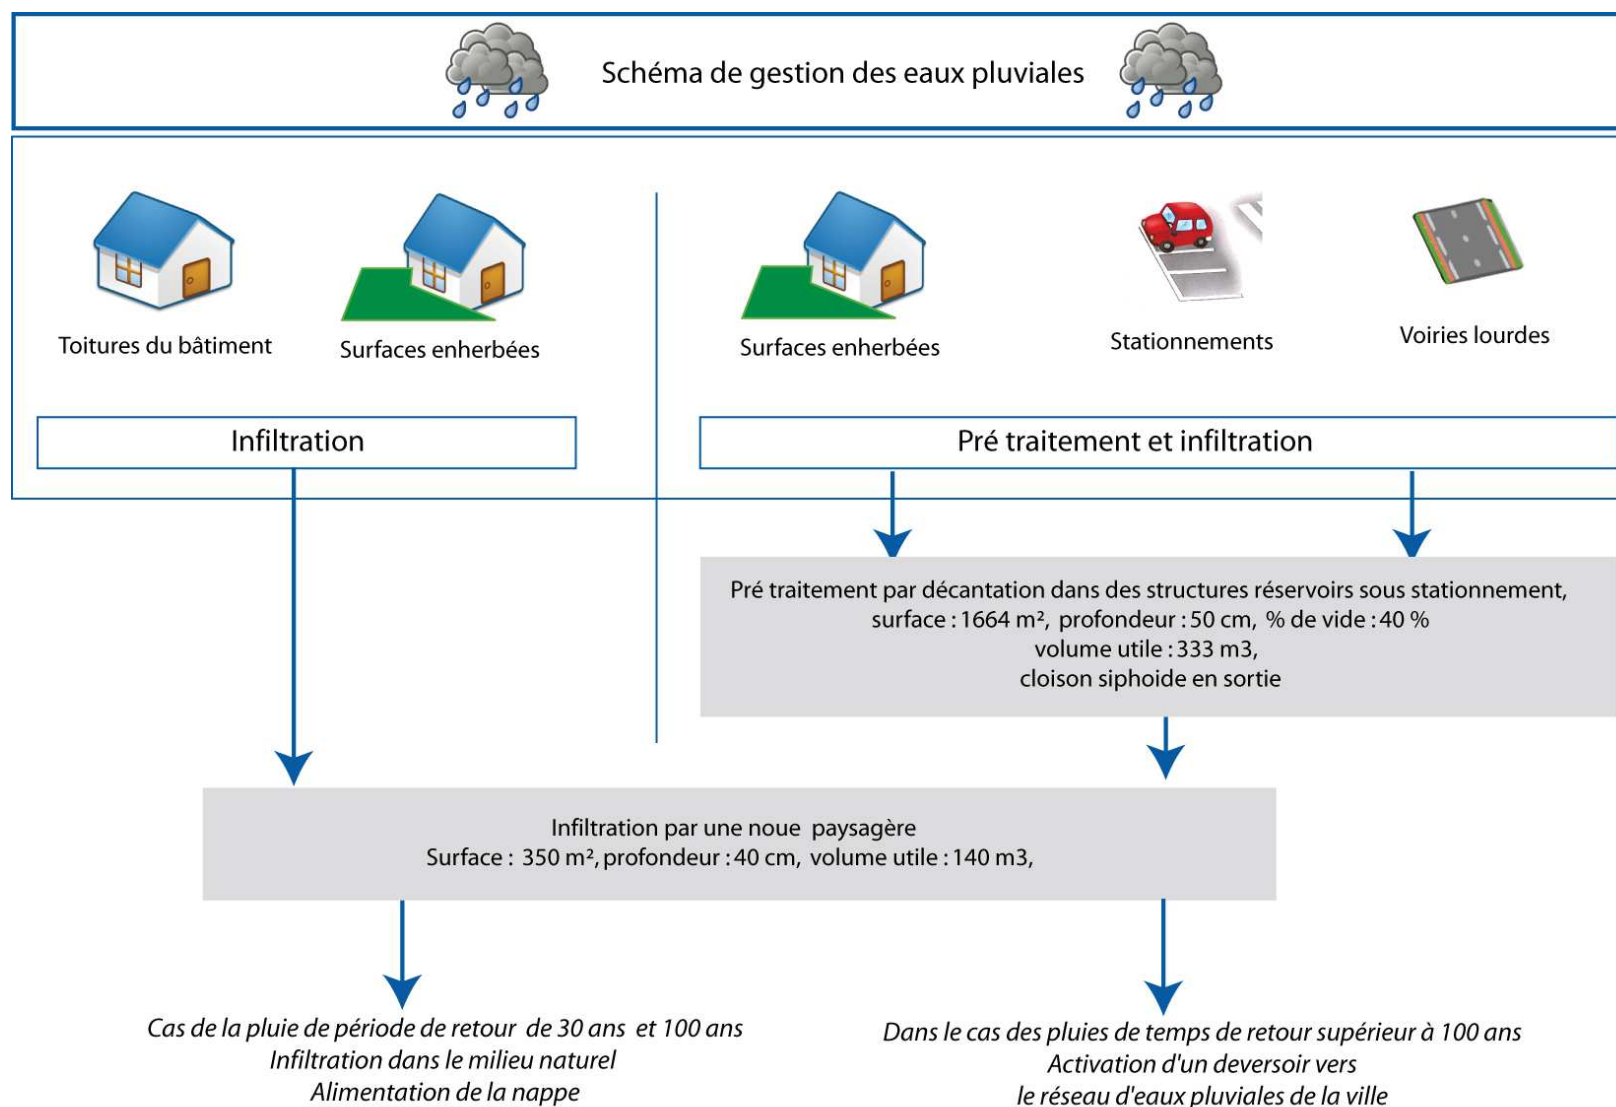 Schéma de gestion des eaux pluviales
Toitures du bâtiment
Surfaces enherbées
Surfaces enherbées
Stationnements
Voiries lourdes
Infiltration
Pré traitement et infiltration
Pré traitement par décantation dans des structures réservoirs sous stationnement,
surface : 1664 m², profondeur : 50 cm, % de vide : 40 %
volume utile : 333 m3,
cloison siphoide en sortie
Infiltration par une noue paysagère
Surface : 350 m², profondeur : 40 cm, volume utile : 140 m3,
Cas de la pluie de période de retour de 30 ans et 100 ans
Infiltration dans le milieu naturel
Alimentation de la nappe
Dans le cas des pluies de temps de retour supérieur à 100 ans
Activation d'un deversoir vers
le réseau d'eaux pluviales de la ville